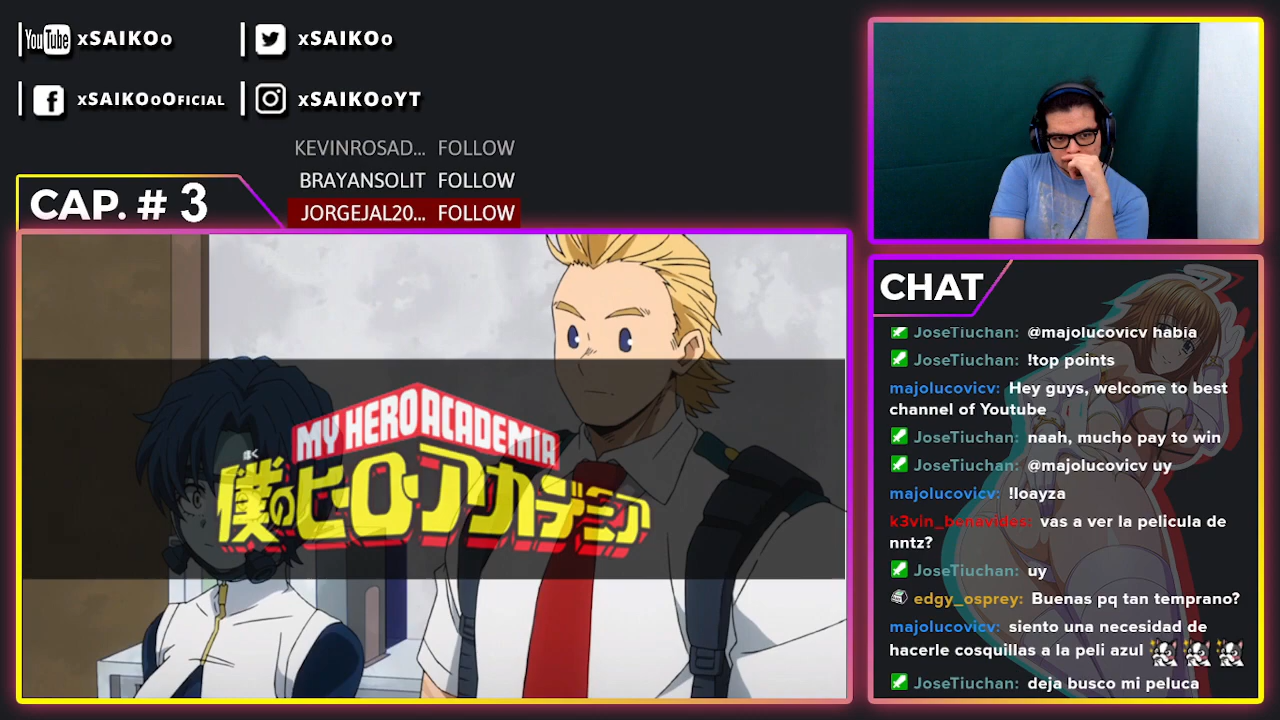 YouTube xSAIKOo
xSAIKOo
xSAIKOoOficial
xSAIKOoYT
KEVINROSAD... FOLLOW
BRAYANSOLIT FOLLOW
JORGEJAL20... FOLLOW
CAP. # 3
MY HERO ACADEMIA
ぼく
僕のヒーローアカデミア
CHAT
JoseTiuchan: @majolucovicv habia
JoseTiuchan: !top points
majolucovicv: Hey guys, welcome to best
channel of Youtube
JoseTiuchan: naah, mucho pay to win
JoseTiuchan: @majolucovicv uy
majolucovicv: !loayza
k3vin_benavides: vas a ver la pelicula de
nntz?
JoseTiuchan: uy
edgy_osprey: Buenas pq tan temprano?
majolucovicv: siento una necesidad de
hacerle cosquillas a la peli azul
JoseTiuchan: deja busco mi peluca